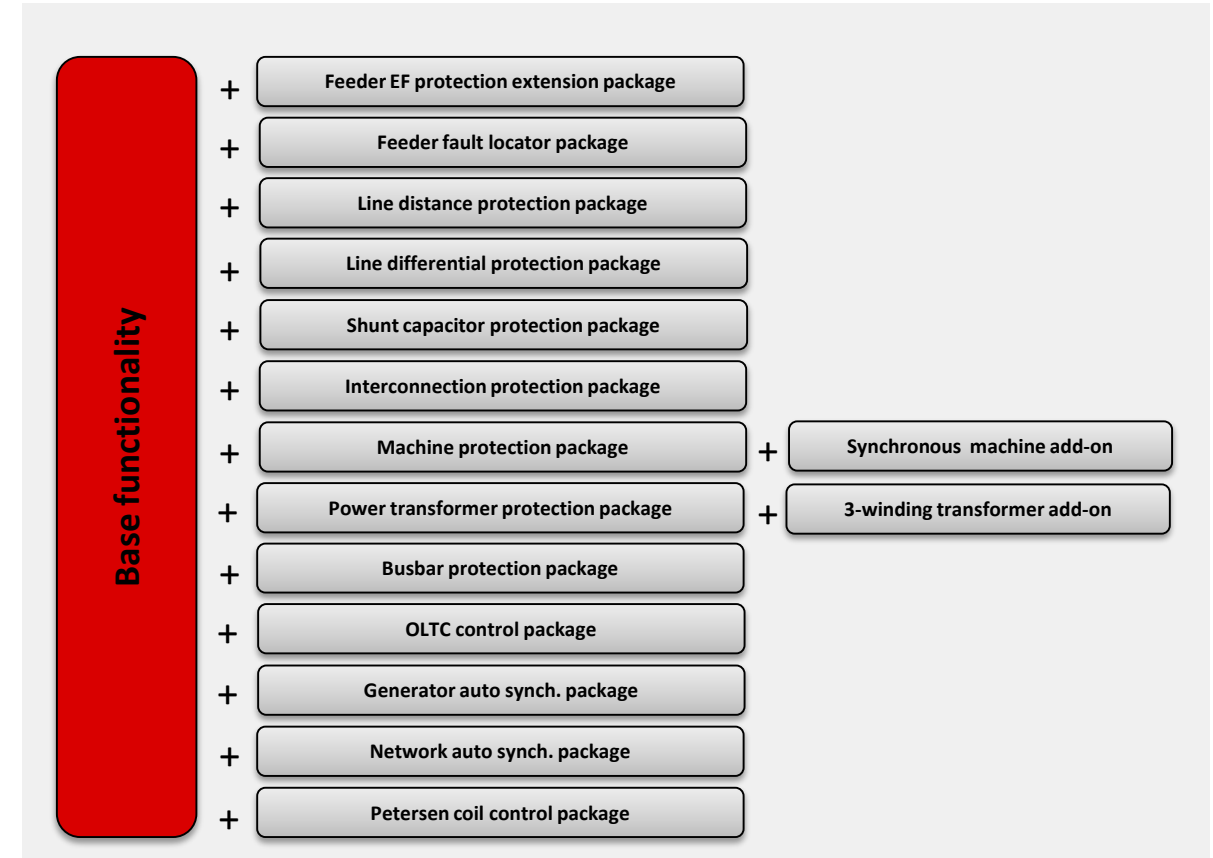 Base functionality
+ Feeder EF protection extension package
+ Feeder fault locator package
+ Line distance protection package
+ Line differential protection package
+ Shunt capacitor protection package
+ Interconnection protection package
+ Machine protection package + Synchronous machine add-on
+ Power transformer protection package + 3-winding transformer add-on
+ Busbar protection package
+ OLTC control package
+ Generator auto synch. package
+ Network auto synch. package
+ Petersen coil control package